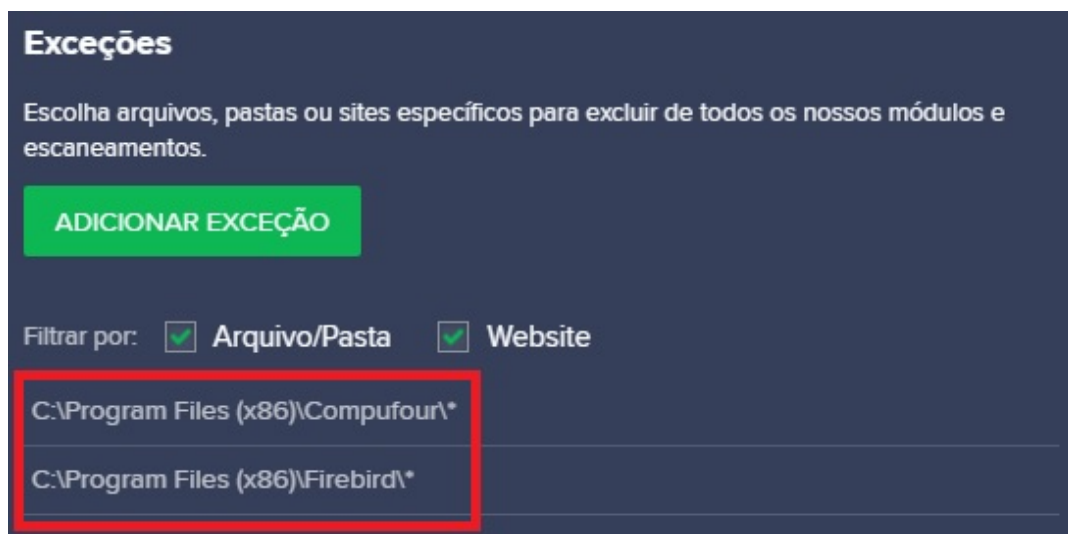 Exceções
Escolha arquivos, pastas ou sites específicos para excluir de todos os nossos módulos e
escaneamentos.
ADICIONAR EXCEÇÃO
Filtrar por: Arquivo/Pasta Website
C:\Program Files (x86)\Compufour\*
C:\Program Files (x86)\Firebird\*